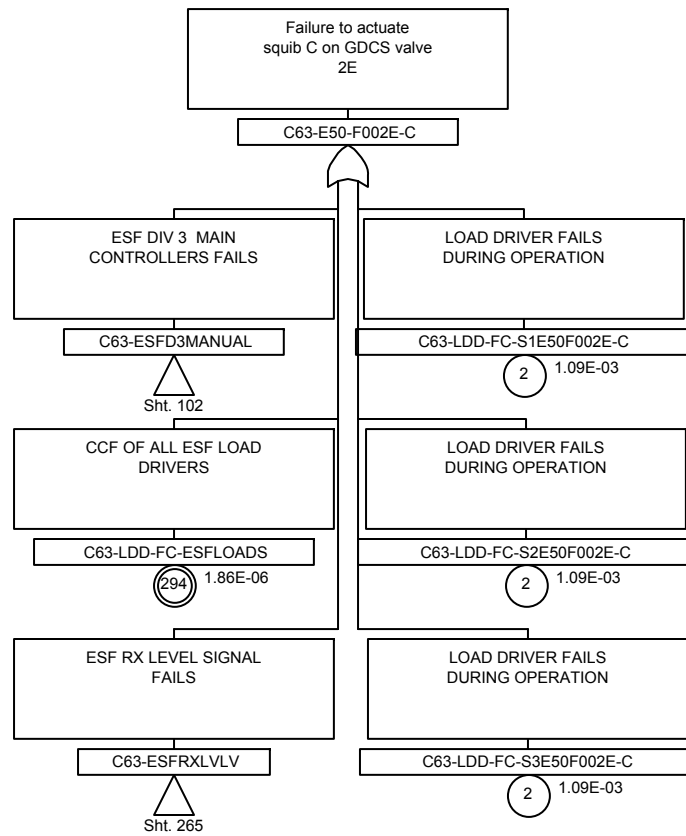 Failure to actuate
squib C on GDCS valve
2E
C63-E50-F002E-C
ESF DIV 3 MAIN
CONTROLLERS FAILS
C63-ESFD3MANUAL
Sht. 102
LOAD DRIVER FAILS
DURING OPERATION
C63-LDD-FC-S1E50F002E-C
2
1.09E-03
CCF OF ALL ESF LOAD
DRIVERS
C63-LDD-FC-ESFLOADS
294
1.86E-06
LOAD DRIVER FAILS
DURING OPERATION
C63-LDD-FC-S2E50F002E-C
2
1.09E-03
ESF RX LEVEL SIGNAL
FAILS
C63-ESFRXLVLV
Sht. 265
LOAD DRIVER FAILS
DURING OPERATION
C63-LDD-FC-S3E50F002E-C
2
1.09E-03